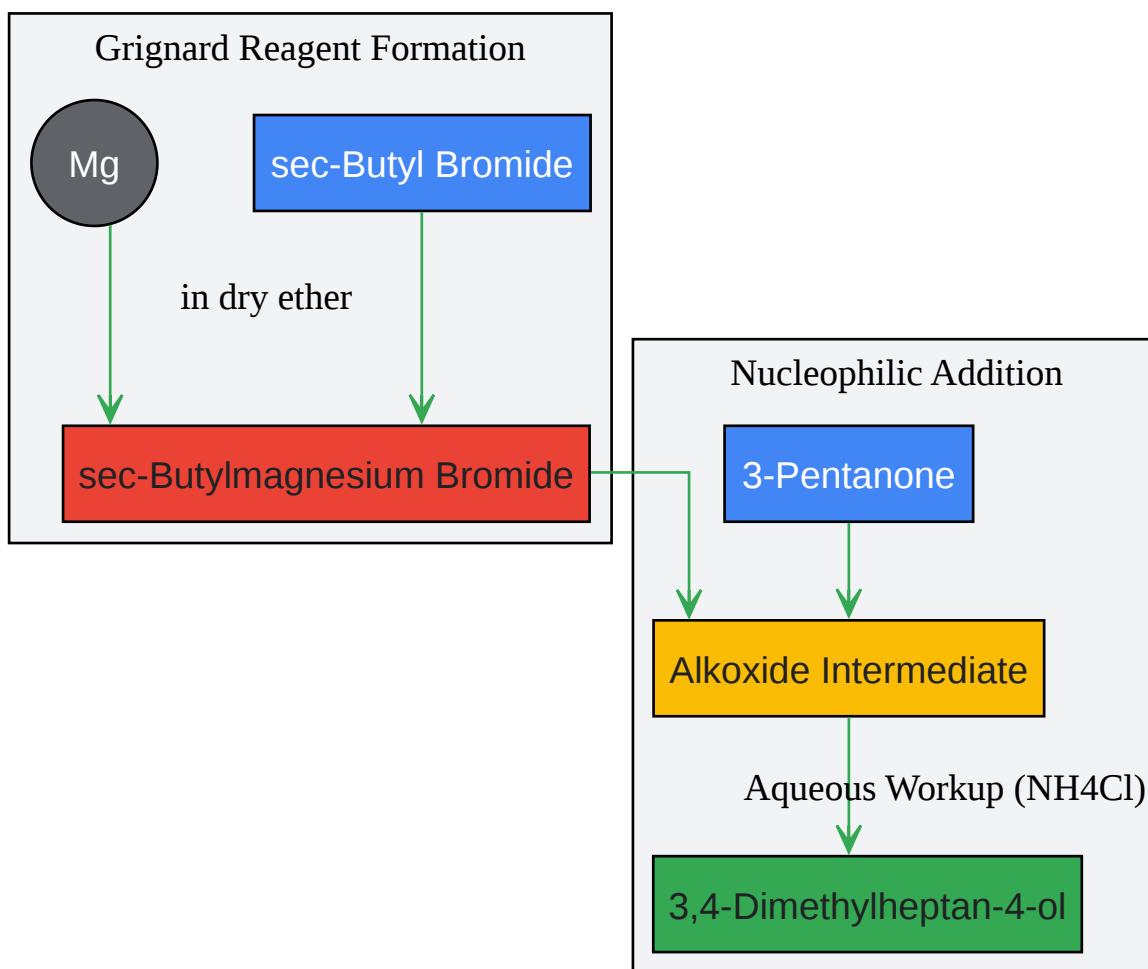 Grignard Reagent Formation
Mg
sec-Butyl Bromide
in dry ether
sec-Butylmagnesium Bromide
Nucleophilic Addition
3-Pentanone
Alkoxide Intermediate
Aqueous Workup (NH4Cl)
3,4-Dimethylheptan-4-ol